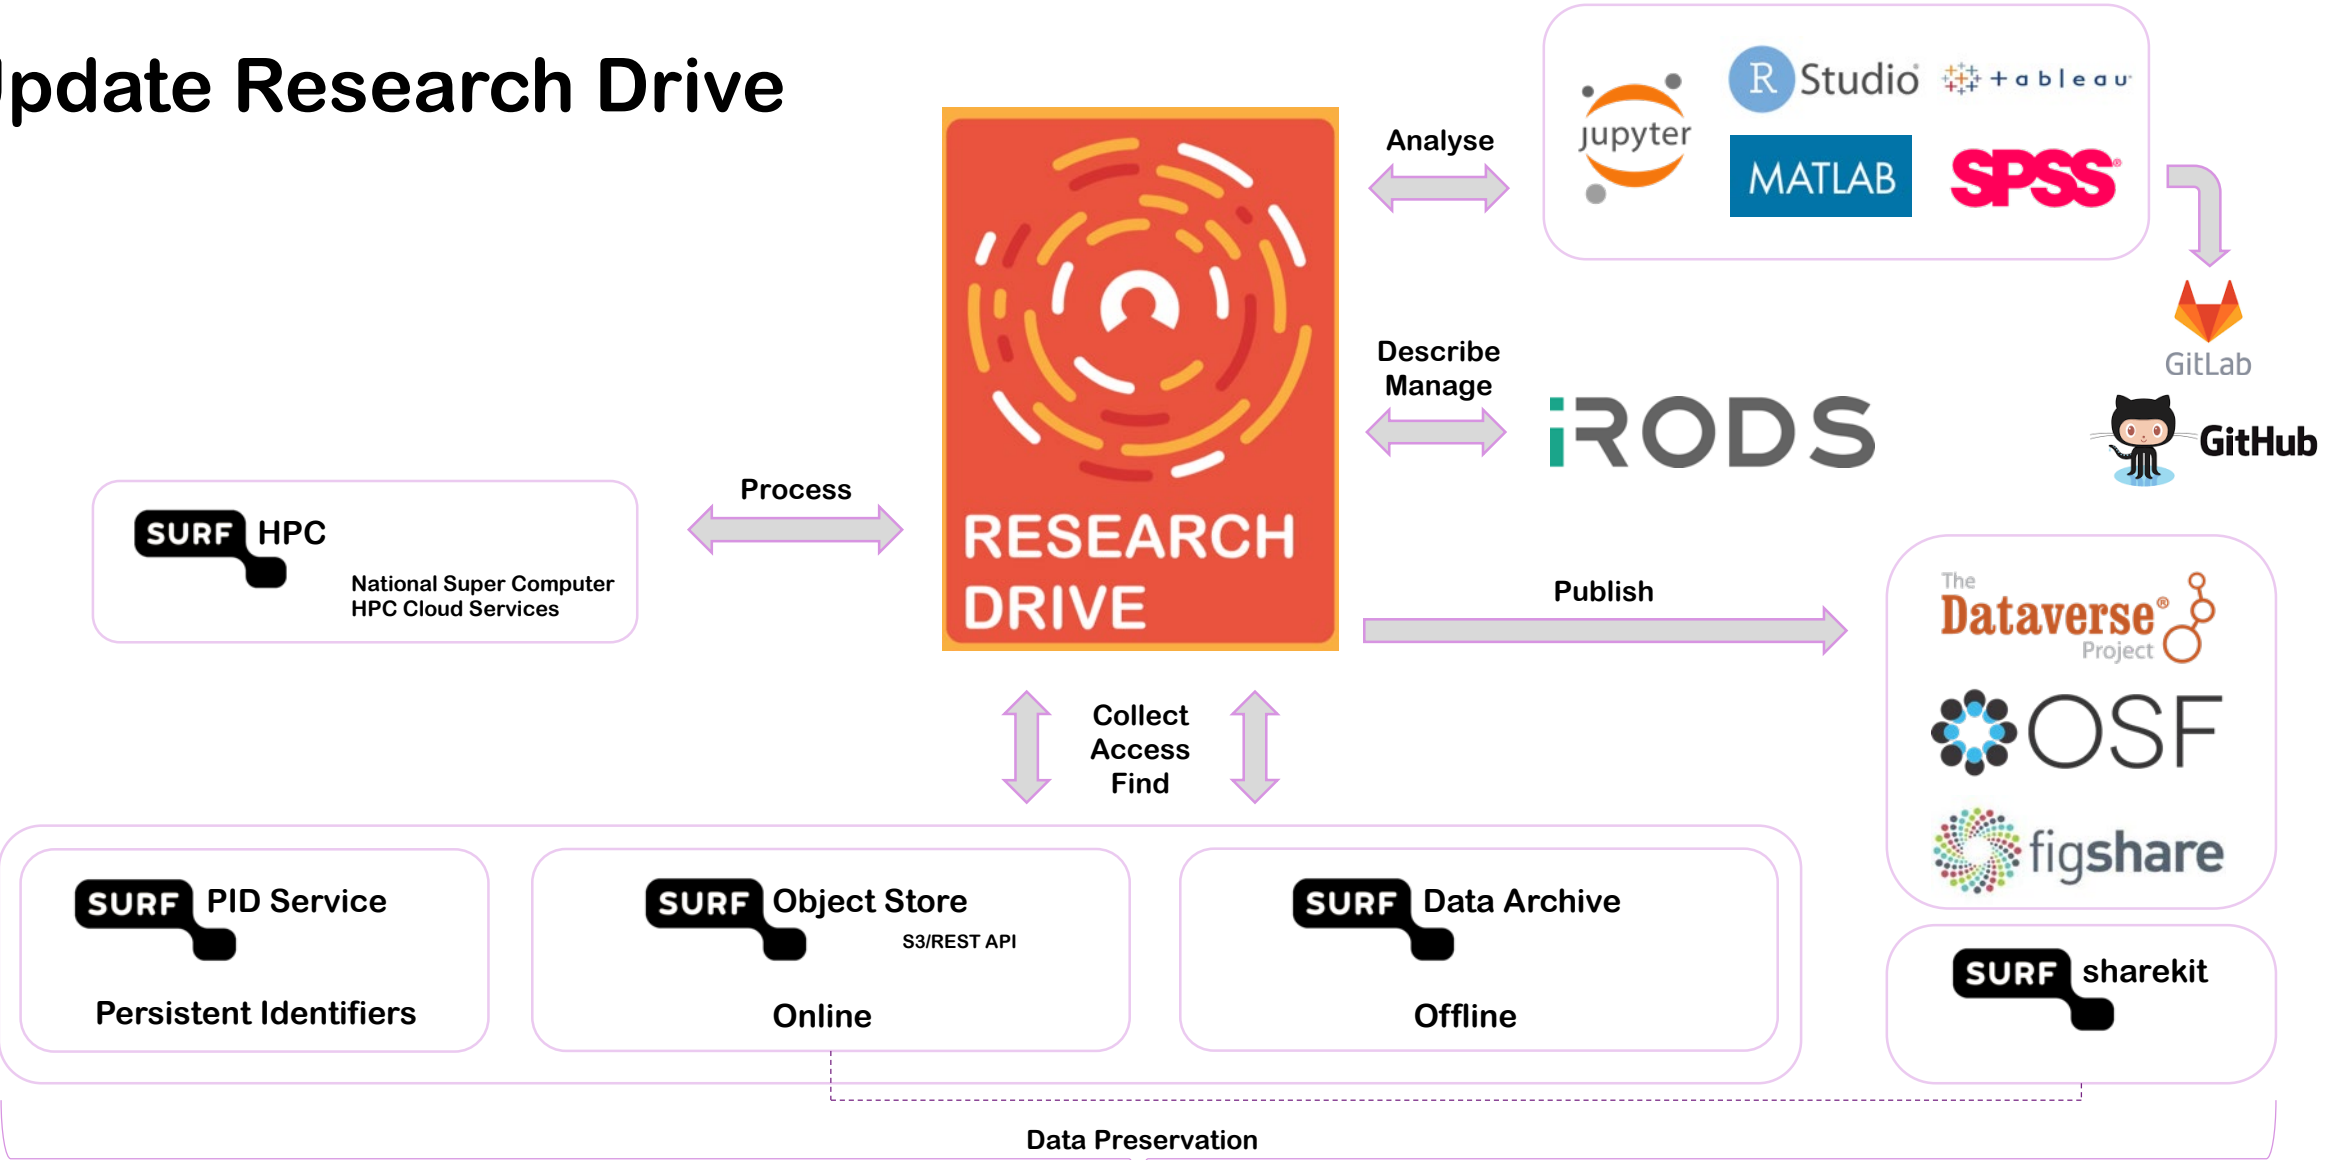 pdate Research Drive
Analyse
jupyter
R Studio
+ableau
MATLAB
SPSS
GitLab
GitHub
Describe
Manage
iRODS
RESEARCH
DRIVE
Process
SURF HPC
National Super Computer
HPC Cloud Services
Publish
The
Dataverse®
Project
OSF
figshare
Collect
Access
Find
SURF PID Service
Persistent Identifiers
SURF Object Store
S3/REST API
Online
SURF Data Archive
Offline
SURF sharekit
Data Preservation